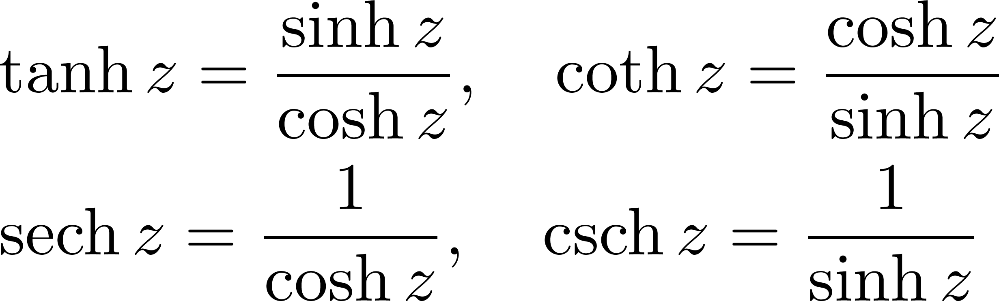 tanh z = sinh z / cosh z, coth z = cosh z / sinh z
sech z = 1 / cosh z, csch z = 1 / sinh z